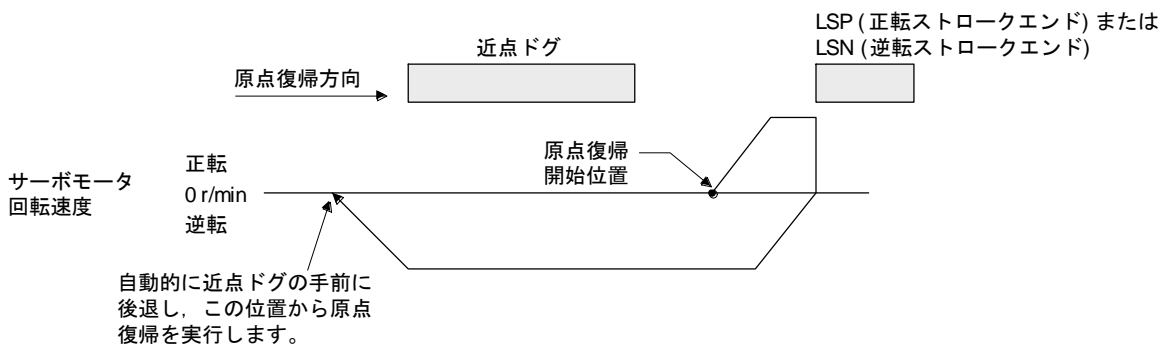 LSP (正転ストロークエンド) または
LSN (逆転ストロークエンド)
近点ドグ
原点復帰方向
原点復帰
開始位置
サーボモータ
回転速度
正転
0 r/min
逆転
自動的に近点ドグの手前に
後退し，この位置から原点
復帰を実行します。